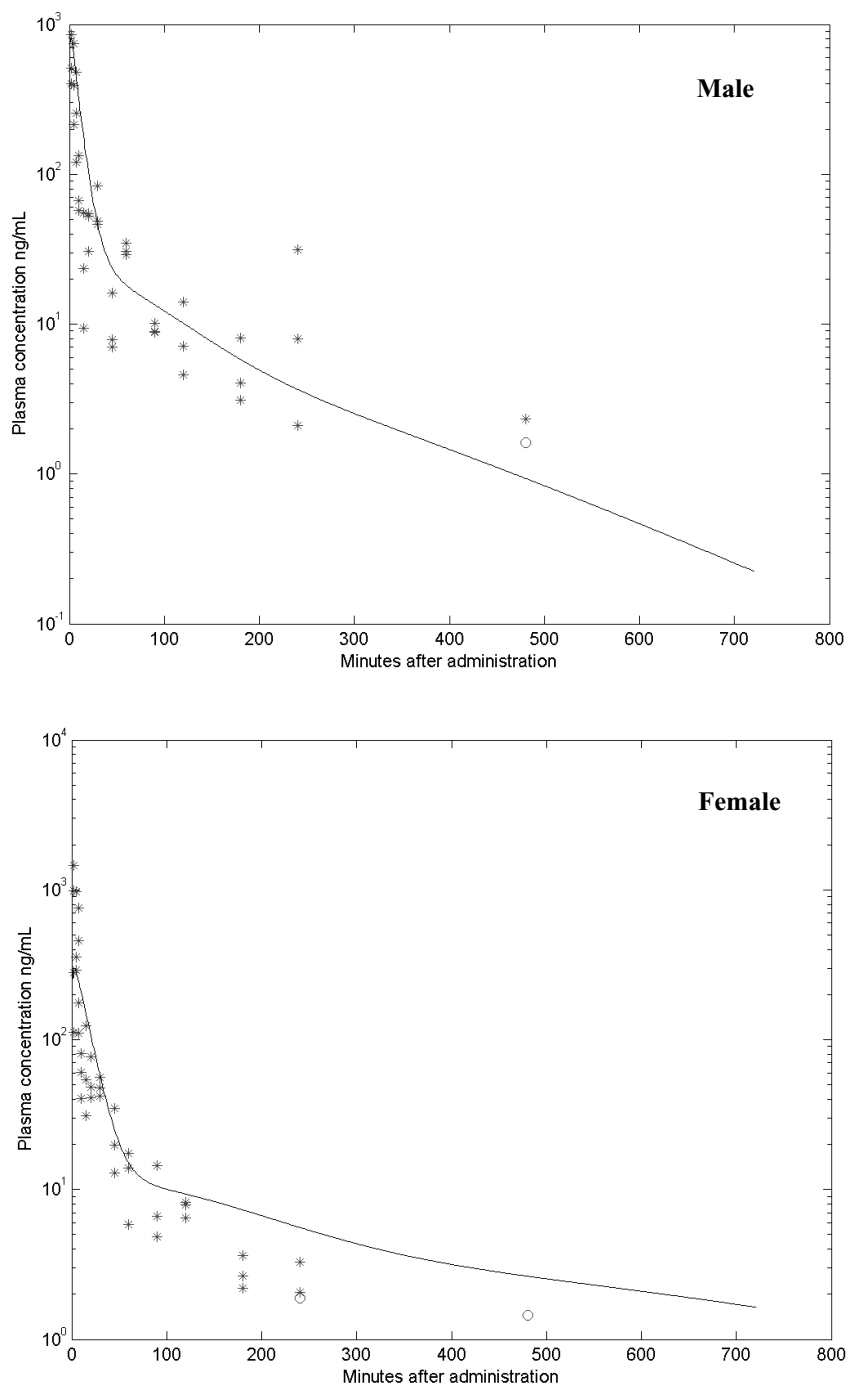 Male
Plasma concentration ng/mL
10^3
10^2
10^1
10^0
10^-1
0 100 200 300 400 500 600 700 800
Minutes after administration
Female
Plasma concentration ng/mL
10^4
10^3
10^2
10^1
10^0
0 100 200 300 400 500 600 700 800
Minutes after administration